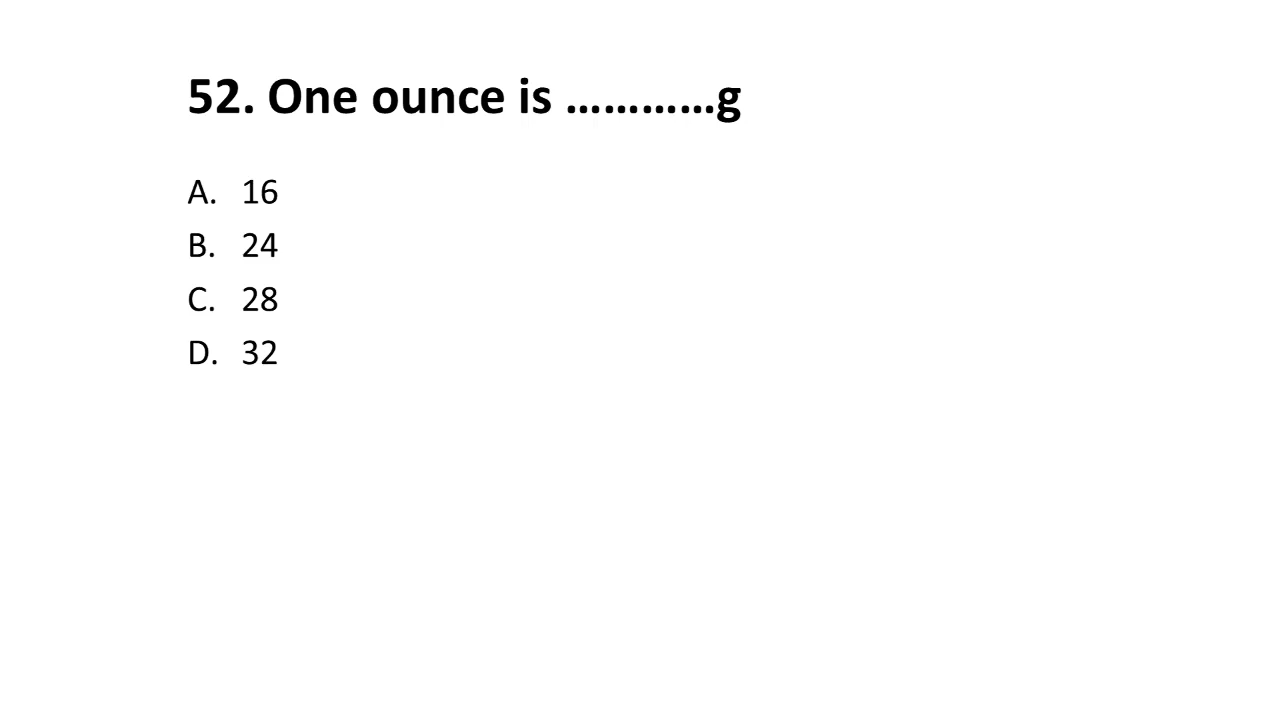 52. One ounce is …………g
A. 16
B. 24
C. 28
D. 32